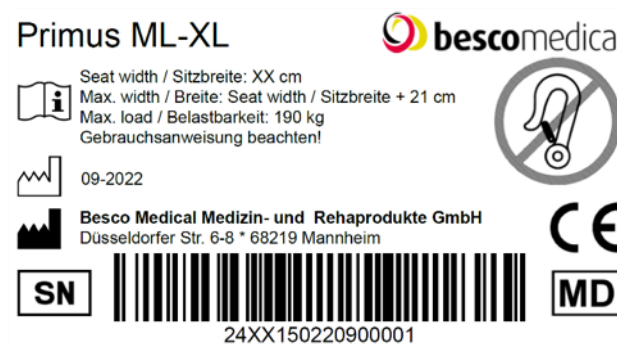 Primus ML-XL
bescomedical
Seat width / Sitzbreite: XX cm
Max. width / Breite: Seat width / Sitzbreite + 21 cm
Max. load / Belastbarkeit: 190 kg
Gebrauchsanweisung beachten!
09-2022
Besco Medical Medizin- und Rehaprodukte GmbH
Düsseldorfer Str. 6-8 * 68219 Mannheim
CE
SN
MD
24XX150220900001